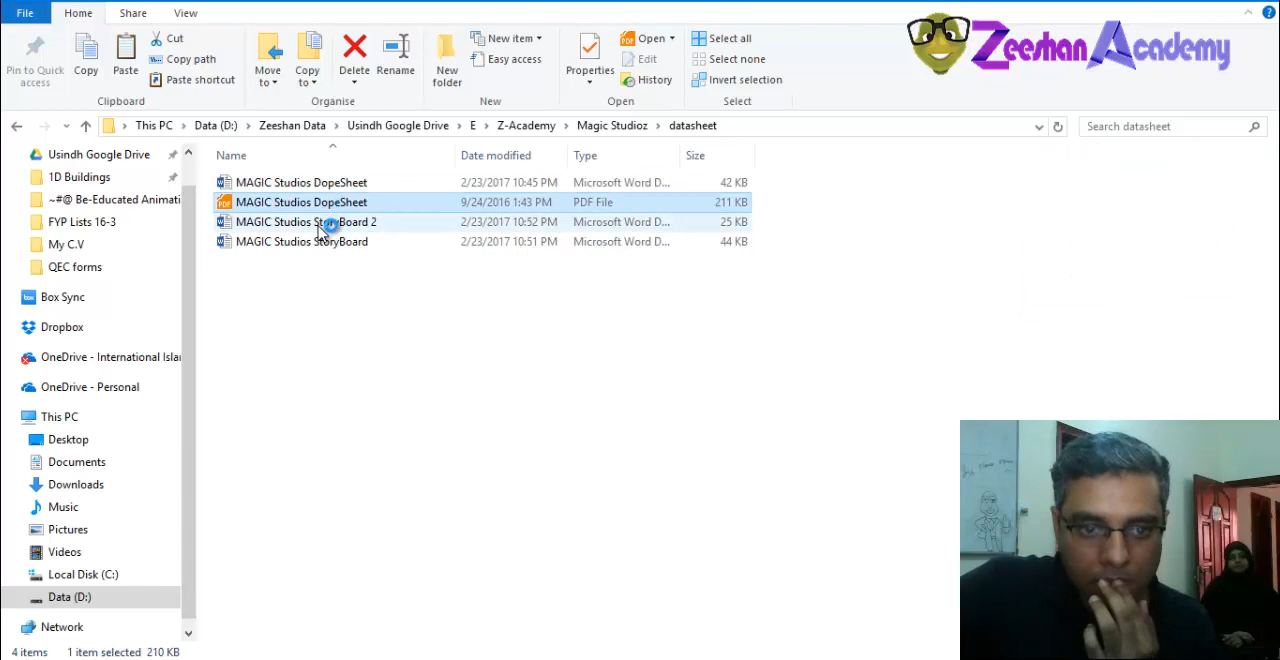 File Home Share View
Zeeshan Academy
Pin to Quick access
Copy
Paste
Cut
Copy path
Paste shortcut
Clipboard
Move to
Copy to
Delete
Rename
Organise
New folder
New item
Easy access
New
Properties
Open
Edit
History
Open
Select all
Select none
Invert selection
Select
This PC > Data (D:) > Zeeshan Data > Usindh Google Drive > E > Z-Academy > Magic Studioz > datasheet
Search datasheet
Name Date modified Type Size
MAGIC Studios DopeSheet 2/23/2017 10:45 PM Microsoft Word D... 42 KB
MAGIC Studios DopeSheet 9/24/2016 1:43 PM PDF File 211 KB
MAGIC Studios StoryBoard 2 2/23/2017 10:52 PM Microsoft Word D... 25 KB
MAGIC Studios StoryBoard 2/23/2017 10:51 PM Microsoft Word D... 44 KB
Usindh Google Drive
1D Buildings
~#@ Be-Educated Animati
FYP Lists 16-3
My C.V
QEC forms
Box Sync
Dropbox
OneDrive - International Isla
OneDrive - Personal
This PC
Desktop
Documents
Downloads
Music
Pictures
Videos
Local Disk (C:)
Data (D:)
Network
4 items 1 item selected 210 KB